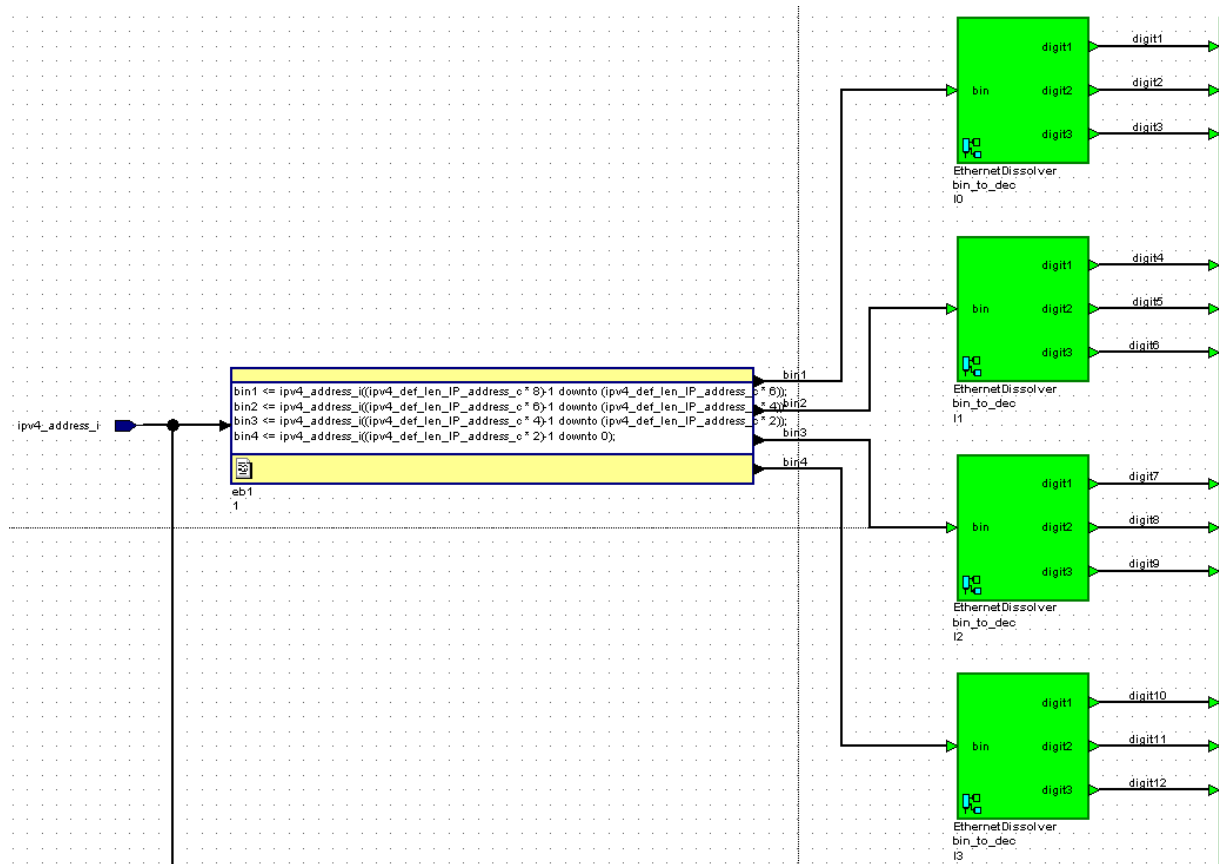 digit1
digit1
bin
digit2
digit2
digit3
digit3
EthernetDissolver
bin_to_dec
I0
digit1
digit4
bin
digit2
digit5
digit3
digit6
EthernetDissolver
bin_to_dec
I1
ipv4_address_i
bin1 <= ipv4_address_i((ipv4_def_len_IP_address_c * 8)-1 downto (ipv4_def_len_IP_address_c * 6));
bin2 <= ipv4_address_i((ipv4_def_len_IP_address_c * 6)-1 downto (ipv4_def_len_IP_address_c * 4));
bin3 <= ipv4_address_i((ipv4_def_len_IP_address_c * 4)-1 downto (ipv4_def_len_IP_address_c * 2));
bin4 <= ipv4_address_i((ipv4_def_len_IP_address_c * 2)-1 downto 0);
eb1
1
bin1
bin2
bin3
bin4
digit1
digit7
bin
digit2
digit8
digit3
digit9
EthernetDissolver
bin_to_dec
I2
digit1
digit10
bin
digit2
digit11
digit3
digit12
EthernetDissolver
bin_to_dec
I3